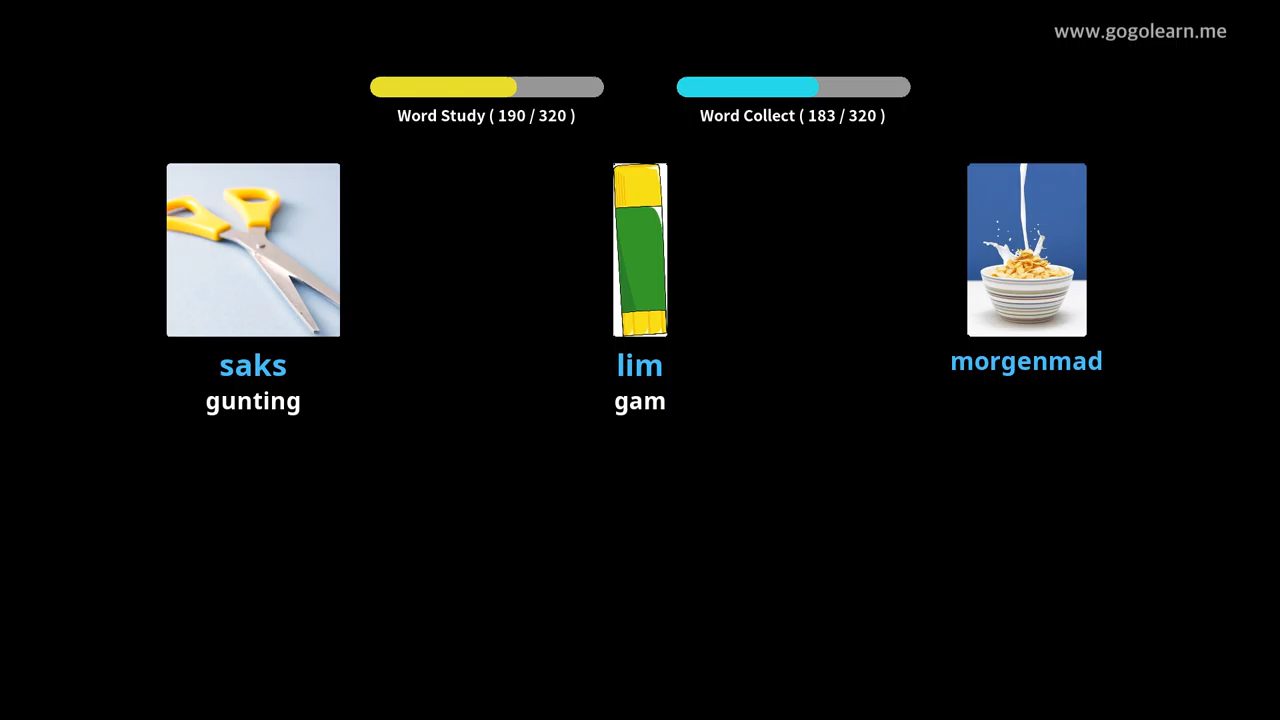 www.gogolearn.me
Word Study ( 190 / 320 )
Word Collect ( 183 / 320 )
saks
gunting
lim
gam
morgenmad